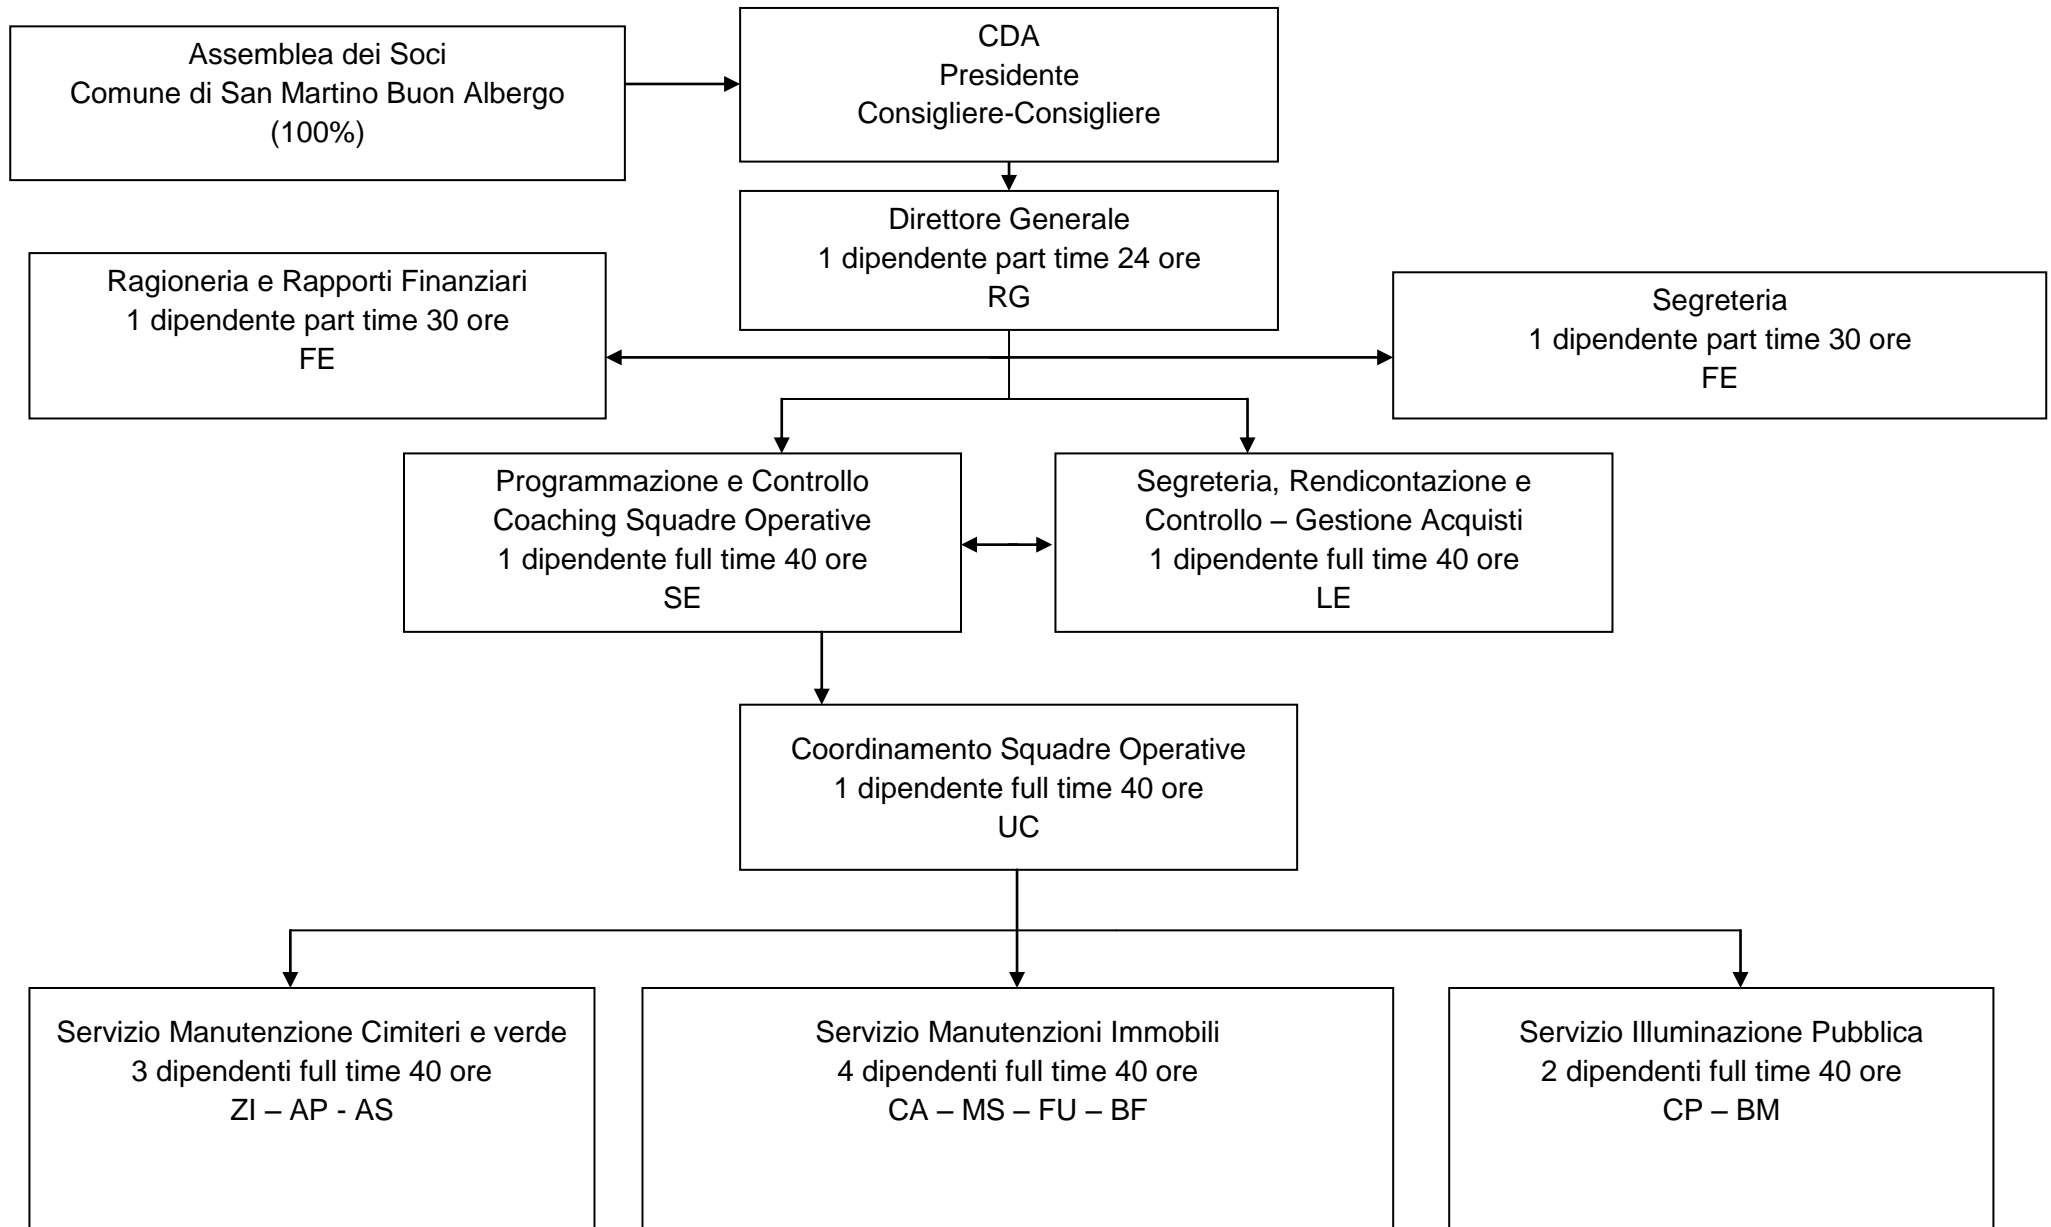 Assemblea dei Soci
Comune di San Martino Buon Albergo
(100%)
CDA
Presidente
Consigliere-Consigliere
Direttore Generale
1 dipendente part time 24 ore
RG
Ragioneria e Rapporti Finanziari
1 dipendente part time 30 ore
FE
Segreteria
1 dipendente part time 30 ore
FE
Programmazione e Controllo
Coaching Squadre Operative
1 dipendente full time 40 ore
SE
Segreteria, Rendicontazione e
Controllo – Gestione Acquisti
1 dipendente full time 40 ore
LE
Coordinamento Squadre Operative
1 dipendente full time 40 ore
UC
Servizio Manutenzione Cimiteri e verde
3 dipendenti full time 40 ore
ZI – AP - AS
Servizio Manutenzioni Immobili
4 dipendenti full time 40 ore
CA – MS – FU – BF
Servizio Illuminazione Pubblica
2 dipendenti full time 40 ore
CP – BM